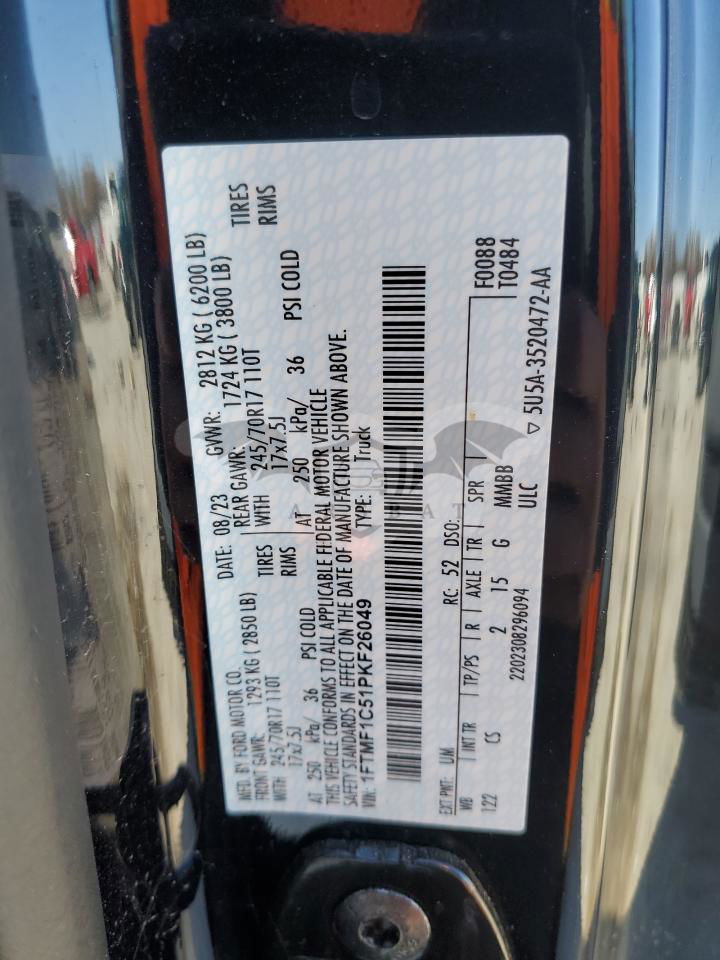 MFD. BY FORD MOTOR CO.
DATE: 08/23 GVWR: 2812 KG ( 6200 LB)
FRONT GAWR: 1293 KG ( 2850 LB) REAR GAWR: 1724 KG ( 3800 LB)
WITH 245/70R17 110T TIRES WITH 245/70R17 110T TIRES
17x7.5J RIMS 17x7.5J RIMS
AT 250 kPa/ 36 PSI COLD AT 250 kPa/ 36 PSI COLD
THIS VEHICLE CONFORMS TO ALL APPLICABLE FEDERAL MOTOR VEHICLE
SAFETY STANDARDS IN EFFECT ON THE DATE OF MANUFACTURE SHOWN ABOVE.
VIN: 1FTMF1C51PKF26049 TYPE: Truck
EXT PNT: UM RC: 52 DSO: F0088
WB INT TR TP/PS R AXLE TR SPR T0484
122 CS 2 15 G MMBB
2202308296094 ULC ▽ 5U5A-3520472-AA